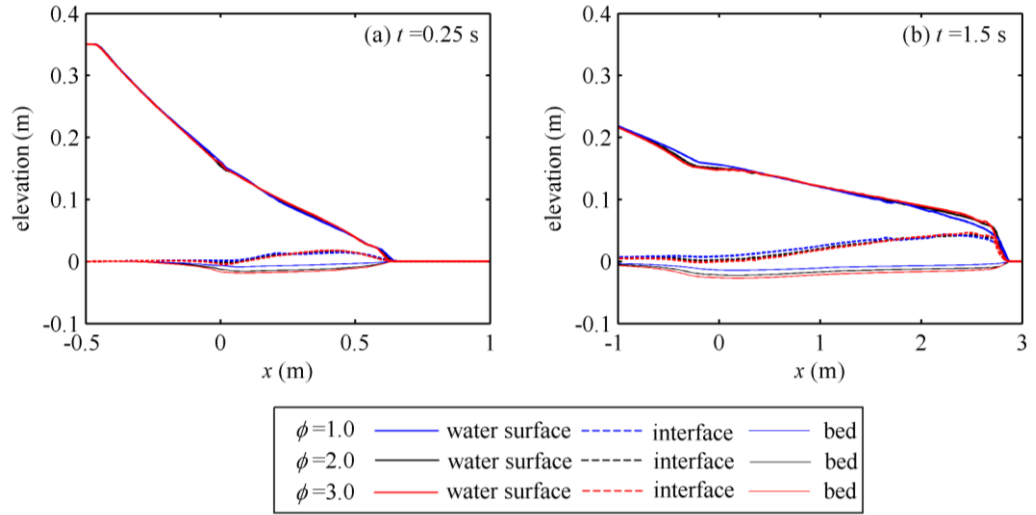 (a) t =0.25 s
0.4
0.3
0.2
0.1
0
-0.1
elevation (m)
-0.5 0 0.5 1
x (m)
(b) t =1.5 s
0.4
0.3
0.2
0.1
0
-0.1
elevation (m)
-1 0 1 2 3
x (m)
ϕ =1.0 water surface interface bed
ϕ =2.0 water surface interface bed
ϕ =3.0 water surface interface bed